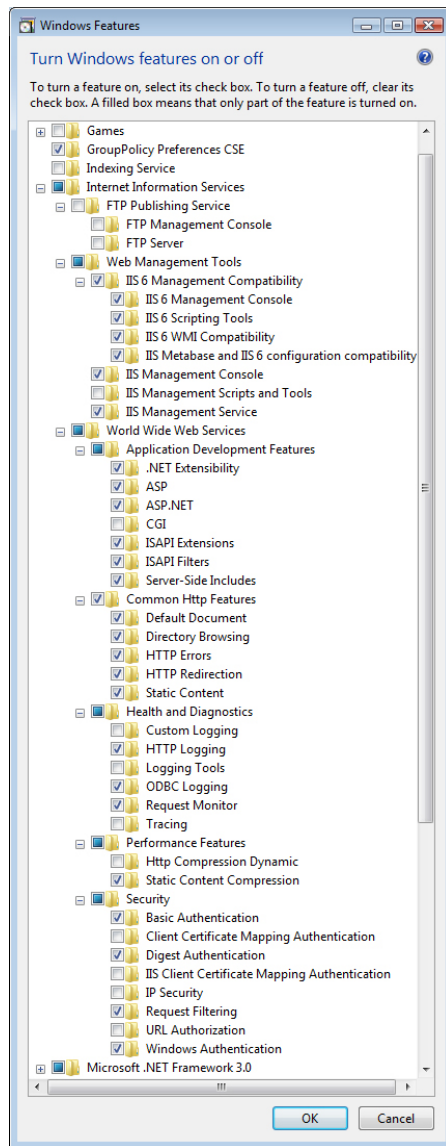 Windows Features
Turn Windows features on or off
To turn a feature on, select its check box. To turn a feature off, clear its
check box. A filled box means that only part of the feature is turned on.
Games
GroupPolicy Preferences CSE
Indexing Service
Internet Information Services
FTP Publishing Service
FTP Management Console
FTP Server
Web Management Tools
IIS 6 Management Compatibility
IIS 6 Management Console
IIS 6 Scripting Tools
IIS 6 WMI Compatibility
IIS Metabase and IIS 6 configuration compatibility
IIS Management Console
IIS Management Scripts and Tools
IIS Management Service
World Wide Web Services
Application Development Features
.NET Extensibility
ASP
ASP.NET
CGI
ISAPI Extensions
ISAPI Filters
Server-Side Includes
Common Http Features
Default Document
Directory Browsing
HTTP Errors
HTTP Redirection
Static Content
Health and Diagnostics
Custom Logging
HTTP Logging
Logging Tools
ODBC Logging
Request Monitor
Tracing
Performance Features
Http Compression Dynamic
Static Content Compression
Security
Basic Authentication
Client Certificate Mapping Authentication
Digest Authentication
IIS Client Certificate Mapping Authentication
IP Security
Request Filtering
URL Authorization
Windows Authentication
Microsoft .NET Framework 3.0
OK Cancel